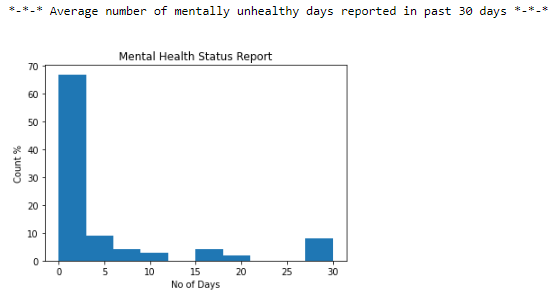 *-*-* Average number of mentally unhealthy days reported in past 30 days *-*-*
Mental Health Status Report
70
60
50
40
30
20
10
0
Count %
0 5 10 15 20 25 30
No of Days